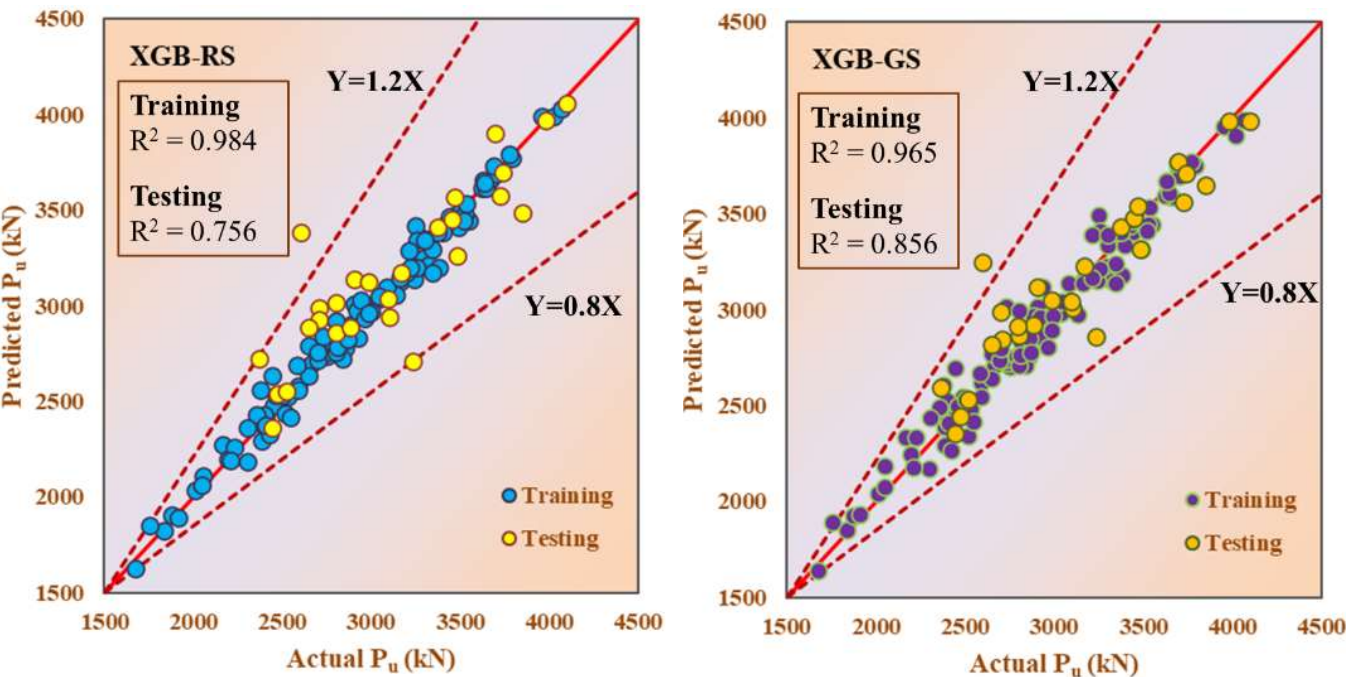 XGB-RS
Training
R² = 0.984
Testing
R² = 0.756
Y=1.2X
Y=0.8X
Training
Testing
4500
4000
3500
3000
2500
2000
1500
Predicted Pu (kN)
1500 2000 2500 3000 3500 4000 4500
Actual Pu (kN)
XGB-GS
Training
R² = 0.965
Testing
R² = 0.856
Y=1.2X
Y=0.8X
Training
Testing
4500
4000
3500
3000
2500
2000
1500
Predicted Pu (kN)
1500 2000 2500 3000 3500 4000 4500
Actual Pu (kN)